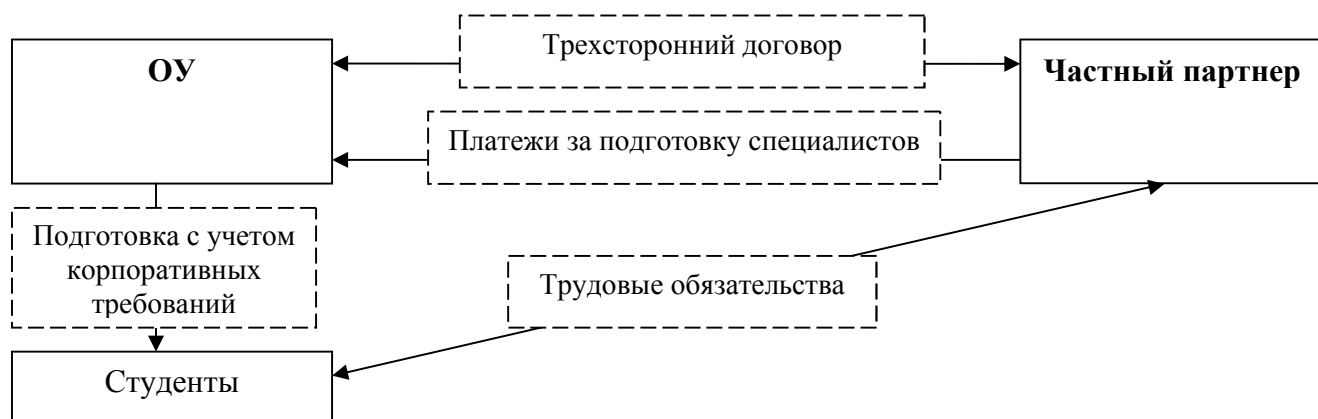 Трехсторонний договор
ОУ
Частный партнер
Платежи за подготовку специалистов
Подготовка с учетом
корпоративных
требований
Трудовые обязательства
Студенты